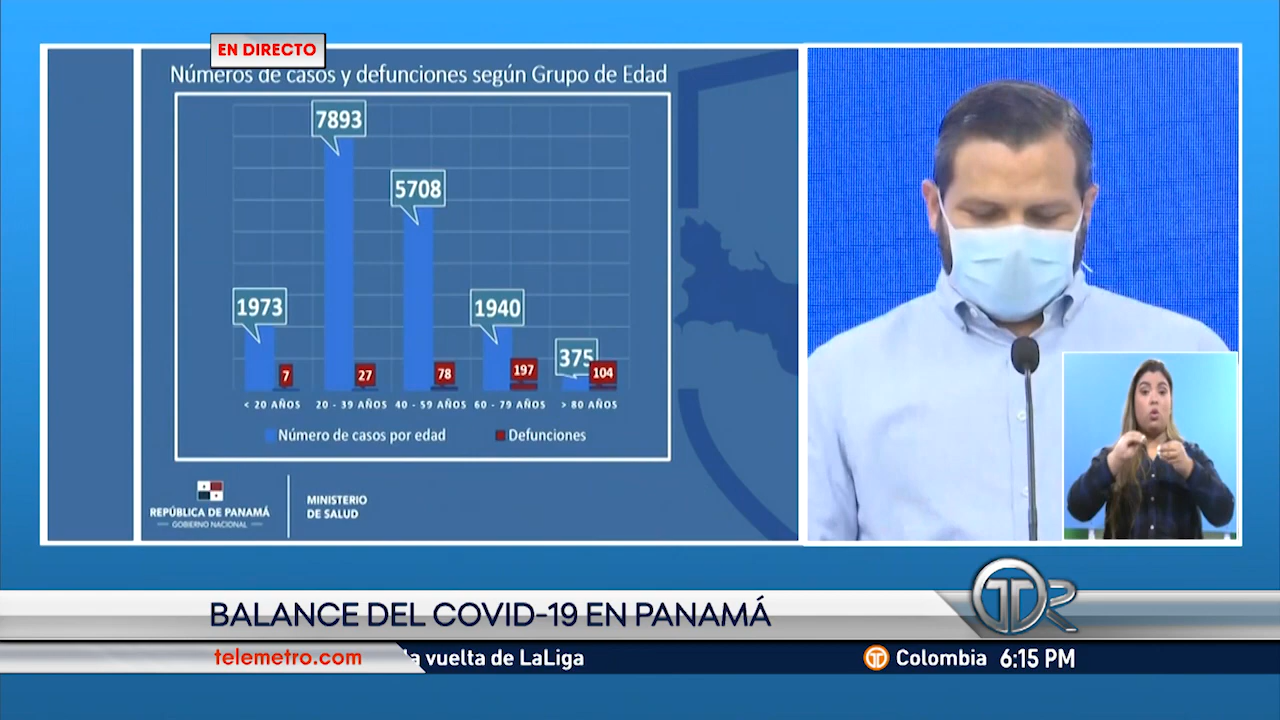 EN DIRECTO
Números de casos y defunciones según Grupo de Edad
7893
5708
1973
1940
375
7
27
78
197
104
< 20 AÑOS 20 - 39 AÑOS 40 - 59 AÑOS 60 - 79 AÑOS > 80 AÑOS
Número de casos por edad Defunciones
REPÚBLICA DE PANAMÁ
— GOBIERNO NACIONAL —
MINISTERIO
DE SALUD
BALANCE DEL COVID-19 EN PANAMÁ
TR
telemetro.com la vuelta de LaLiga Colombia 6:15 PM